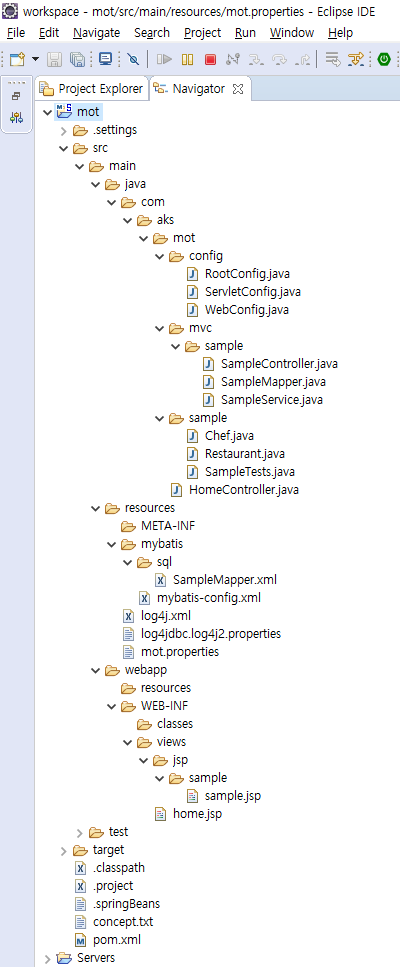 workspace - mot/src/main/resources/mot.properties - Eclipse IDE
File Edit Navigate Search Project Run Window Help
Project Explorer Navigator
mot
.settings
src
main
java
com
aks
mot
config
RootConfig.java
ServletConfig.java
WebConfig.java
mvc
sample
SampleController.java
SampleMapper.java
SampleService.java
sample
Chef.java
Restaurant.java
SampleTests.java
HomeController.java
resources
META-INF
mybatis
sql
SampleMapper.xml
mybatis-config.xml
log4j.xml
log4jdbc.log4j2.properties
mot.properties
webapp
resources
WEB-INF
classes
views
jsp
sample
sample.jsp
home.jsp
test
target
.classpath
.project
.springBeans
concept.txt
pom.xml
Servers